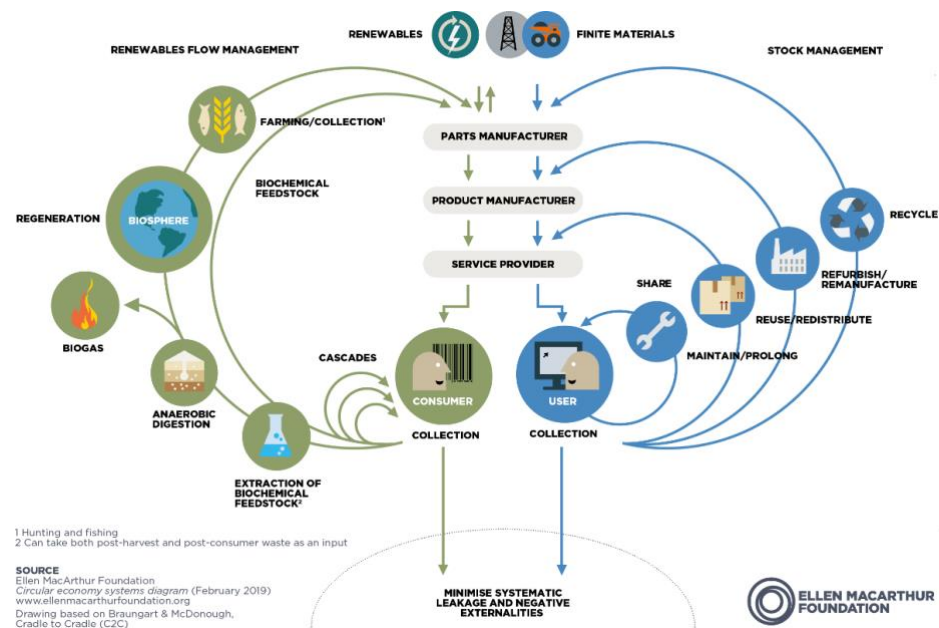 RENEWABLES
FINITE MATERIALS
RENEWABLES FLOW MANAGEMENT
STOCK MANAGEMENT
FARMING/COLLECTION¹
PARTS MANUFACTURER
BIOCHEMICAL
FEEDSTOCK
PRODUCT MANUFACTURER
REGENERATION
BIOSPHERE
RECYCLE
SERVICE PROVIDER
SHARE
REFURBISH/
REMANUFACTURE
REUSE/REDISTRIBUTE
BIOGAS
CASCADES
MAINTAIN/PROLONG
CONSUMER
USER
ANAEROBIC
DIGESTION
COLLECTION
COLLECTION
EXTRACTION OF
BIOCHEMICAL
FEEDSTOCK²
1 Hunting and fishing
2 Can take both post-harvest and post-consumer waste as an input
SOURCE
Ellen MacArthur Foundation
Circular economy systems diagram (February 2019)
www.ellenmacarthurfoundation.org
Drawing based on Braungart & McDonough,
Cradle to Cradle (C2C)
MINIMISE SYSTEMATIC
LEAKAGE AND NEGATIVE
EXTERNALITIES
ELLEN MACARTHUR
FOUNDATION